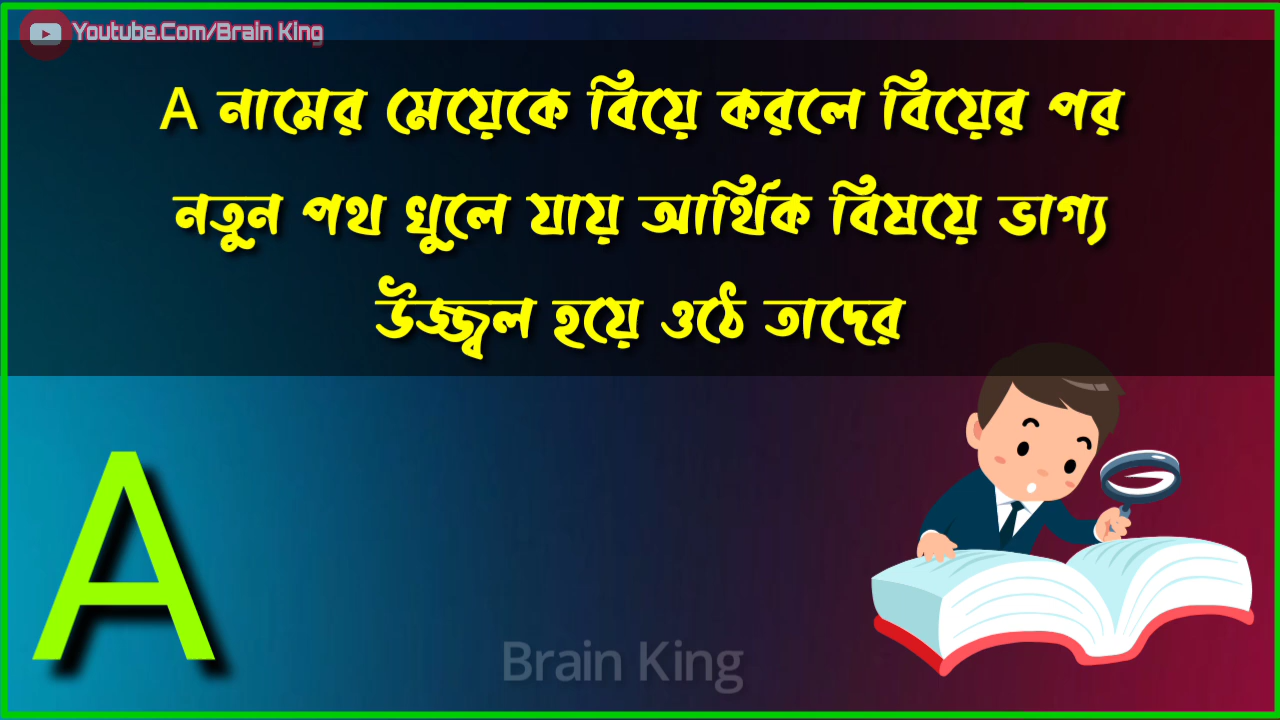 Youtube.Com/Brain King
A নামের মেয়েকে বিয়ে করলে বিয়ের পর
নতুন পথ খুলে যায় আর্থিক বিষয়ে ভাগ্য
উজ্জ্বল হয়ে ওঠে তাদের
A
Brain King